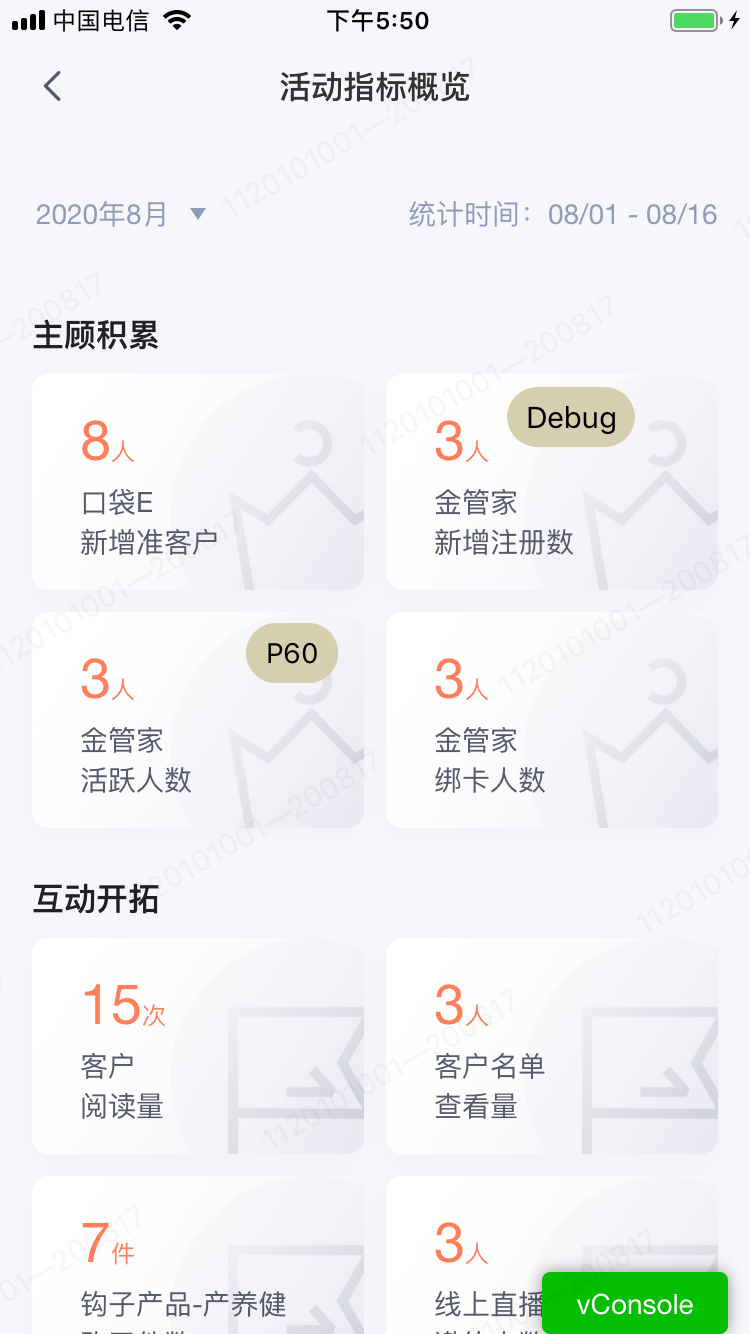 中国电信
下午5:50
活动指标概览
2020年8月
统计时间：08/01 - 08/16
主顾积累
8人
口袋E
新增准客户
3人
Debug
金管家
新增注册数
3人
P60
金管家
活跃人数
3人
金管家
绑卡人数
互动开拓
15次
客户
阅读量
3人
客户名单
查看量
7件
钩子产品-产养健
3人
线上直播
vConsole
1120101001—200817